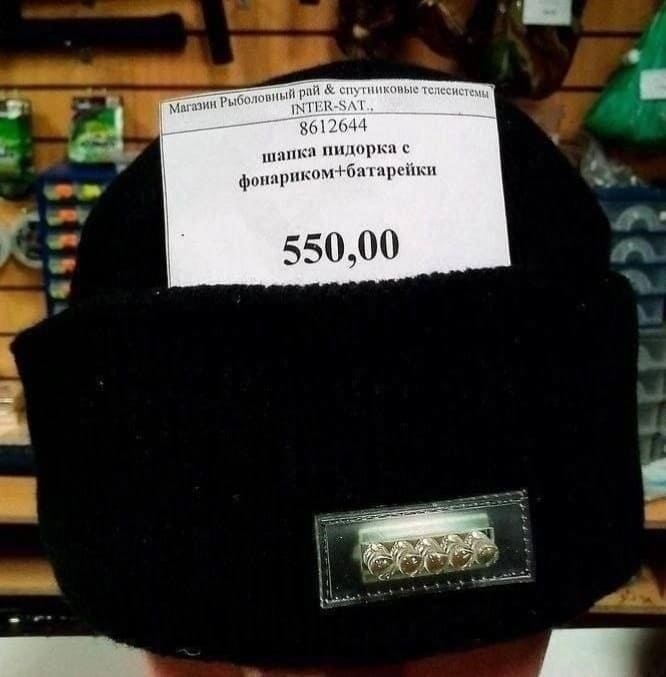 Магазин Рыболовный рай & спутниковые телесистемы
INTER-SAT.,
8612644
шапка пидорка с
фонариком+батарейки
550,00